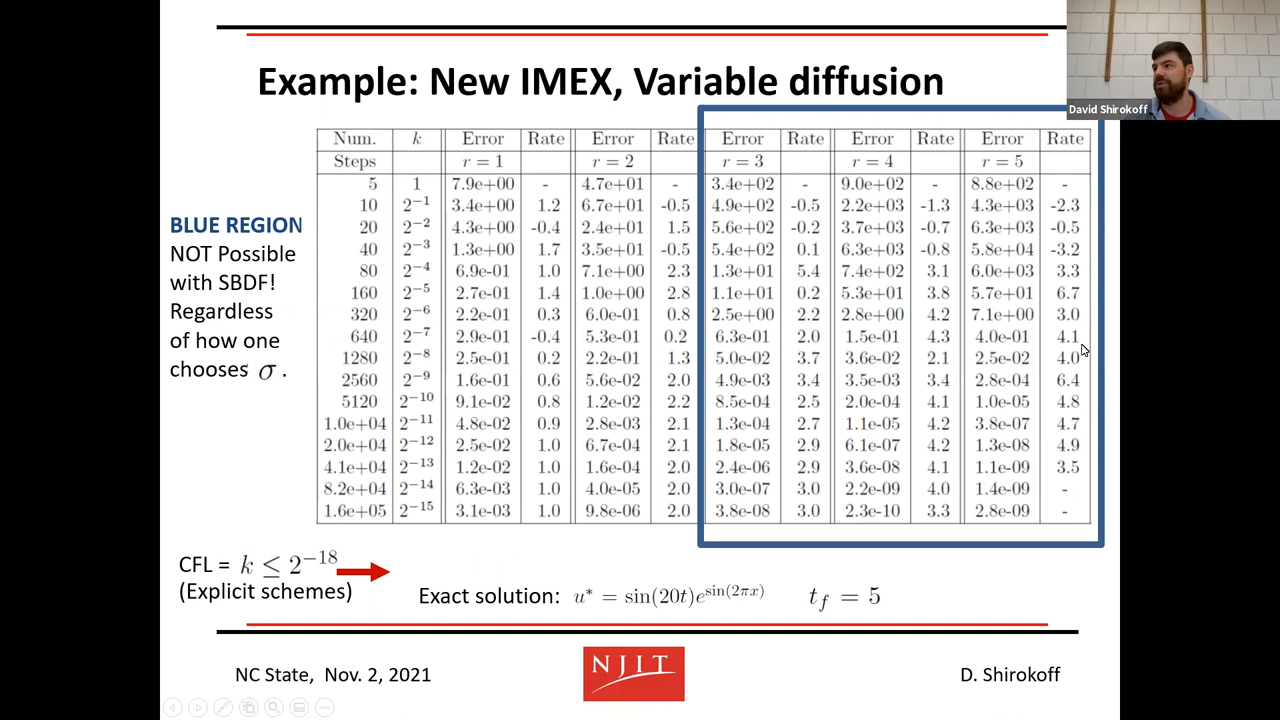 Example: New IMEX, Variable diffusion
David Shirokoff
Num. k Error Rate Error Rate Error Rate Error Rate Error Rate
Steps r = 1 r = 2 r = 3 r = 4 r = 5
5 1 7.9e+00 - 4.7e+01 - 3.4e+02 - 9.0e+02 - 8.8e+02 -
10 2⁻¹ 3.4e+00 1.2 6.7e+01 -0.5 4.9e+02 -0.5 2.2e+03 -1.3 4.3e+03 -2.3
20 2⁻² 4.3e+00 -0.4 2.4e+01 1.5 5.6e+02 -0.2 3.7e+03 -0.7 6.3e+03 -0.5
40 2⁻³ 1.3e+00 1.7 3.5e+01 -0.5 5.4e+02 0.1 6.3e+03 -0.8 5.8e+04 -3.2
80 2⁻⁴ 6.9e-01 1.0 7.1e+00 2.3 1.3e+01 5.4 7.4e+02 3.1 6.0e+03 3.3
160 2⁻⁵ 2.7e-01 1.4 1.0e+00 2.8 1.1e+01 0.2 5.3e+01 3.8 5.7e+01 6.7
320 2⁻⁶ 2.2e-01 0.3 6.0e-01 0.8 2.5e+00 2.2 2.8e+00 4.2 7.1e+00 3.0
640 2⁻⁷ 2.9e-01 -0.4 5.3e-01 0.2 6.3e-01 2.0 1.5e-01 4.3 4.0e-01 4.1
1280 2⁻⁸ 2.5e-01 0.2 2.2e-01 1.3 5.0e-02 3.7 3.6e-02 2.1 2.5e-02 4.0
2560 2⁻⁹ 1.6e-01 0.6 5.6e-02 2.0 4.9e-03 3.4 3.5e-03 3.4 2.8e-04 6.4
5120 2⁻¹⁰ 9.1e-02 0.8 1.2e-02 2.2 8.5e-04 2.5 2.0e-04 4.1 1.0e-05 4.8
1.0e+04 2⁻¹¹ 4.8e-02 0.9 2.8e-03 2.1 1.3e-04 2.7 1.1e-05 4.2 3.8e-07 4.7
2.0e+04 2⁻¹² 2.5e-02 1.0 6.7e-04 2.1 1.8e-05 2.9 6.1e-07 4.2 1.3e-08 4.9
4.1e+04 2⁻¹³ 1.2e-02 1.0 1.6e-04 2.0 2.4e-06 2.9 3.6e-08 4.1 1.1e-09 3.5
8.2e+04 2⁻¹⁴ 6.3e-03 1.0 4.0e-05 2.0 3.0e-07 3.0 2.2e-09 4.0 1.4e-09 -
1.6e+05 2⁻¹⁵ 3.1e-03 1.0 9.8e-06 2.0 3.8e-08 3.0 2.3e-10 3.3 2.8e-09 -
BLUE REGION
NOT Possible
with SBDF!
Regardless
of how one
chooses σ .
CFL = k ≤ 2⁻¹⁸
(Explicit schemes)
Exact solution: u* = sin(20t)e^{sin(2πx)} t_f = 5
NC State, Nov. 2, 2021
NJIT
D. Shirokoff